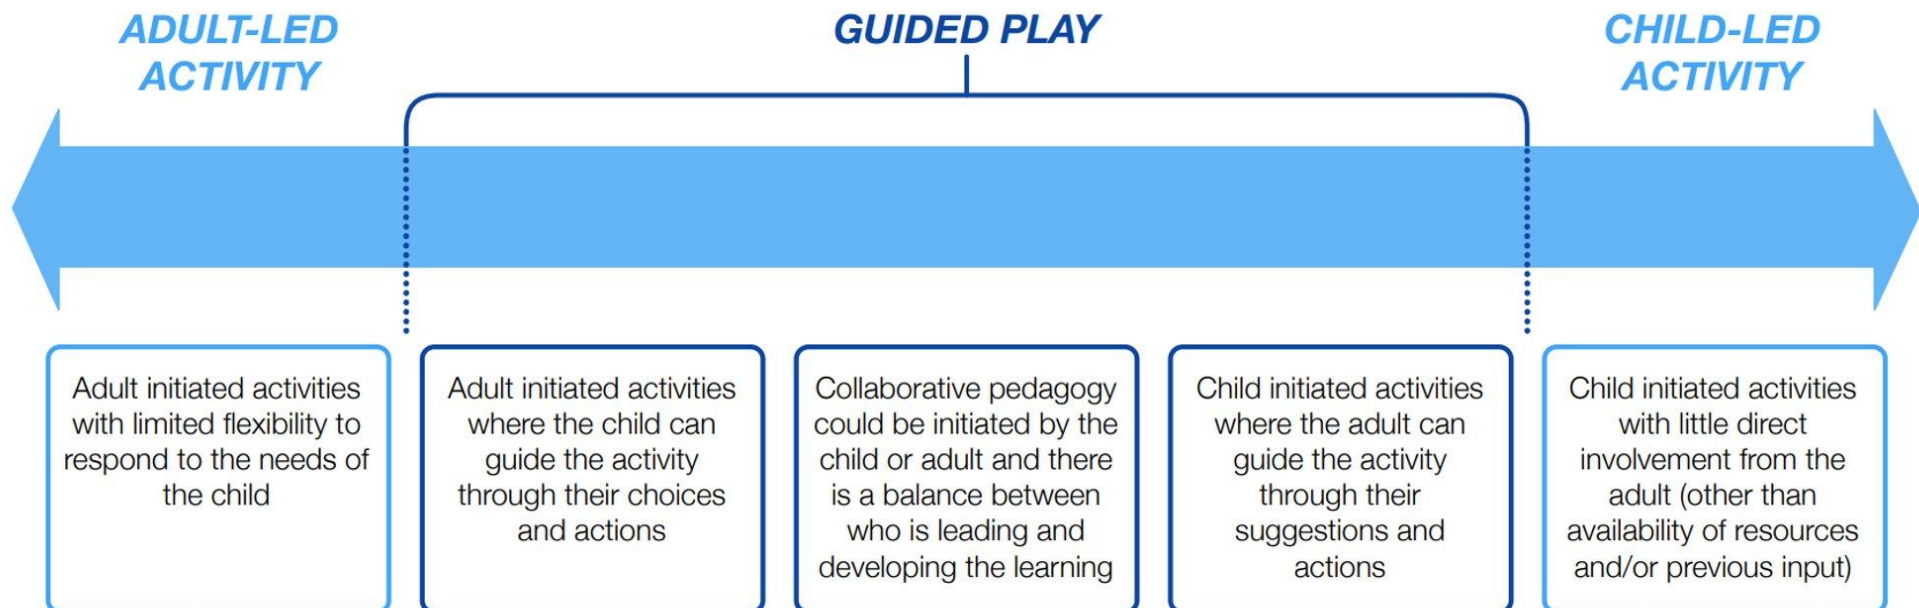 ADULT-LED
ACTIVITY
GUIDED PLAY
CHILD-LED
ACTIVITY
Adult initiated activities
with limited flexibility to
respond to the needs of
the child
Adult initiated activities
where the child can
guide the activity
through their choices
and actions
Collaborative pedagogy
could be initiated by the
child or adult and there
is a balance between
who is leading and
developing the learning
Child initiated activities
where the adult can
guide the activity
through their
suggestions and
actions
Child initiated activities
with little direct
involvement from the
adult (other than
availability of resources
and/or previous input)